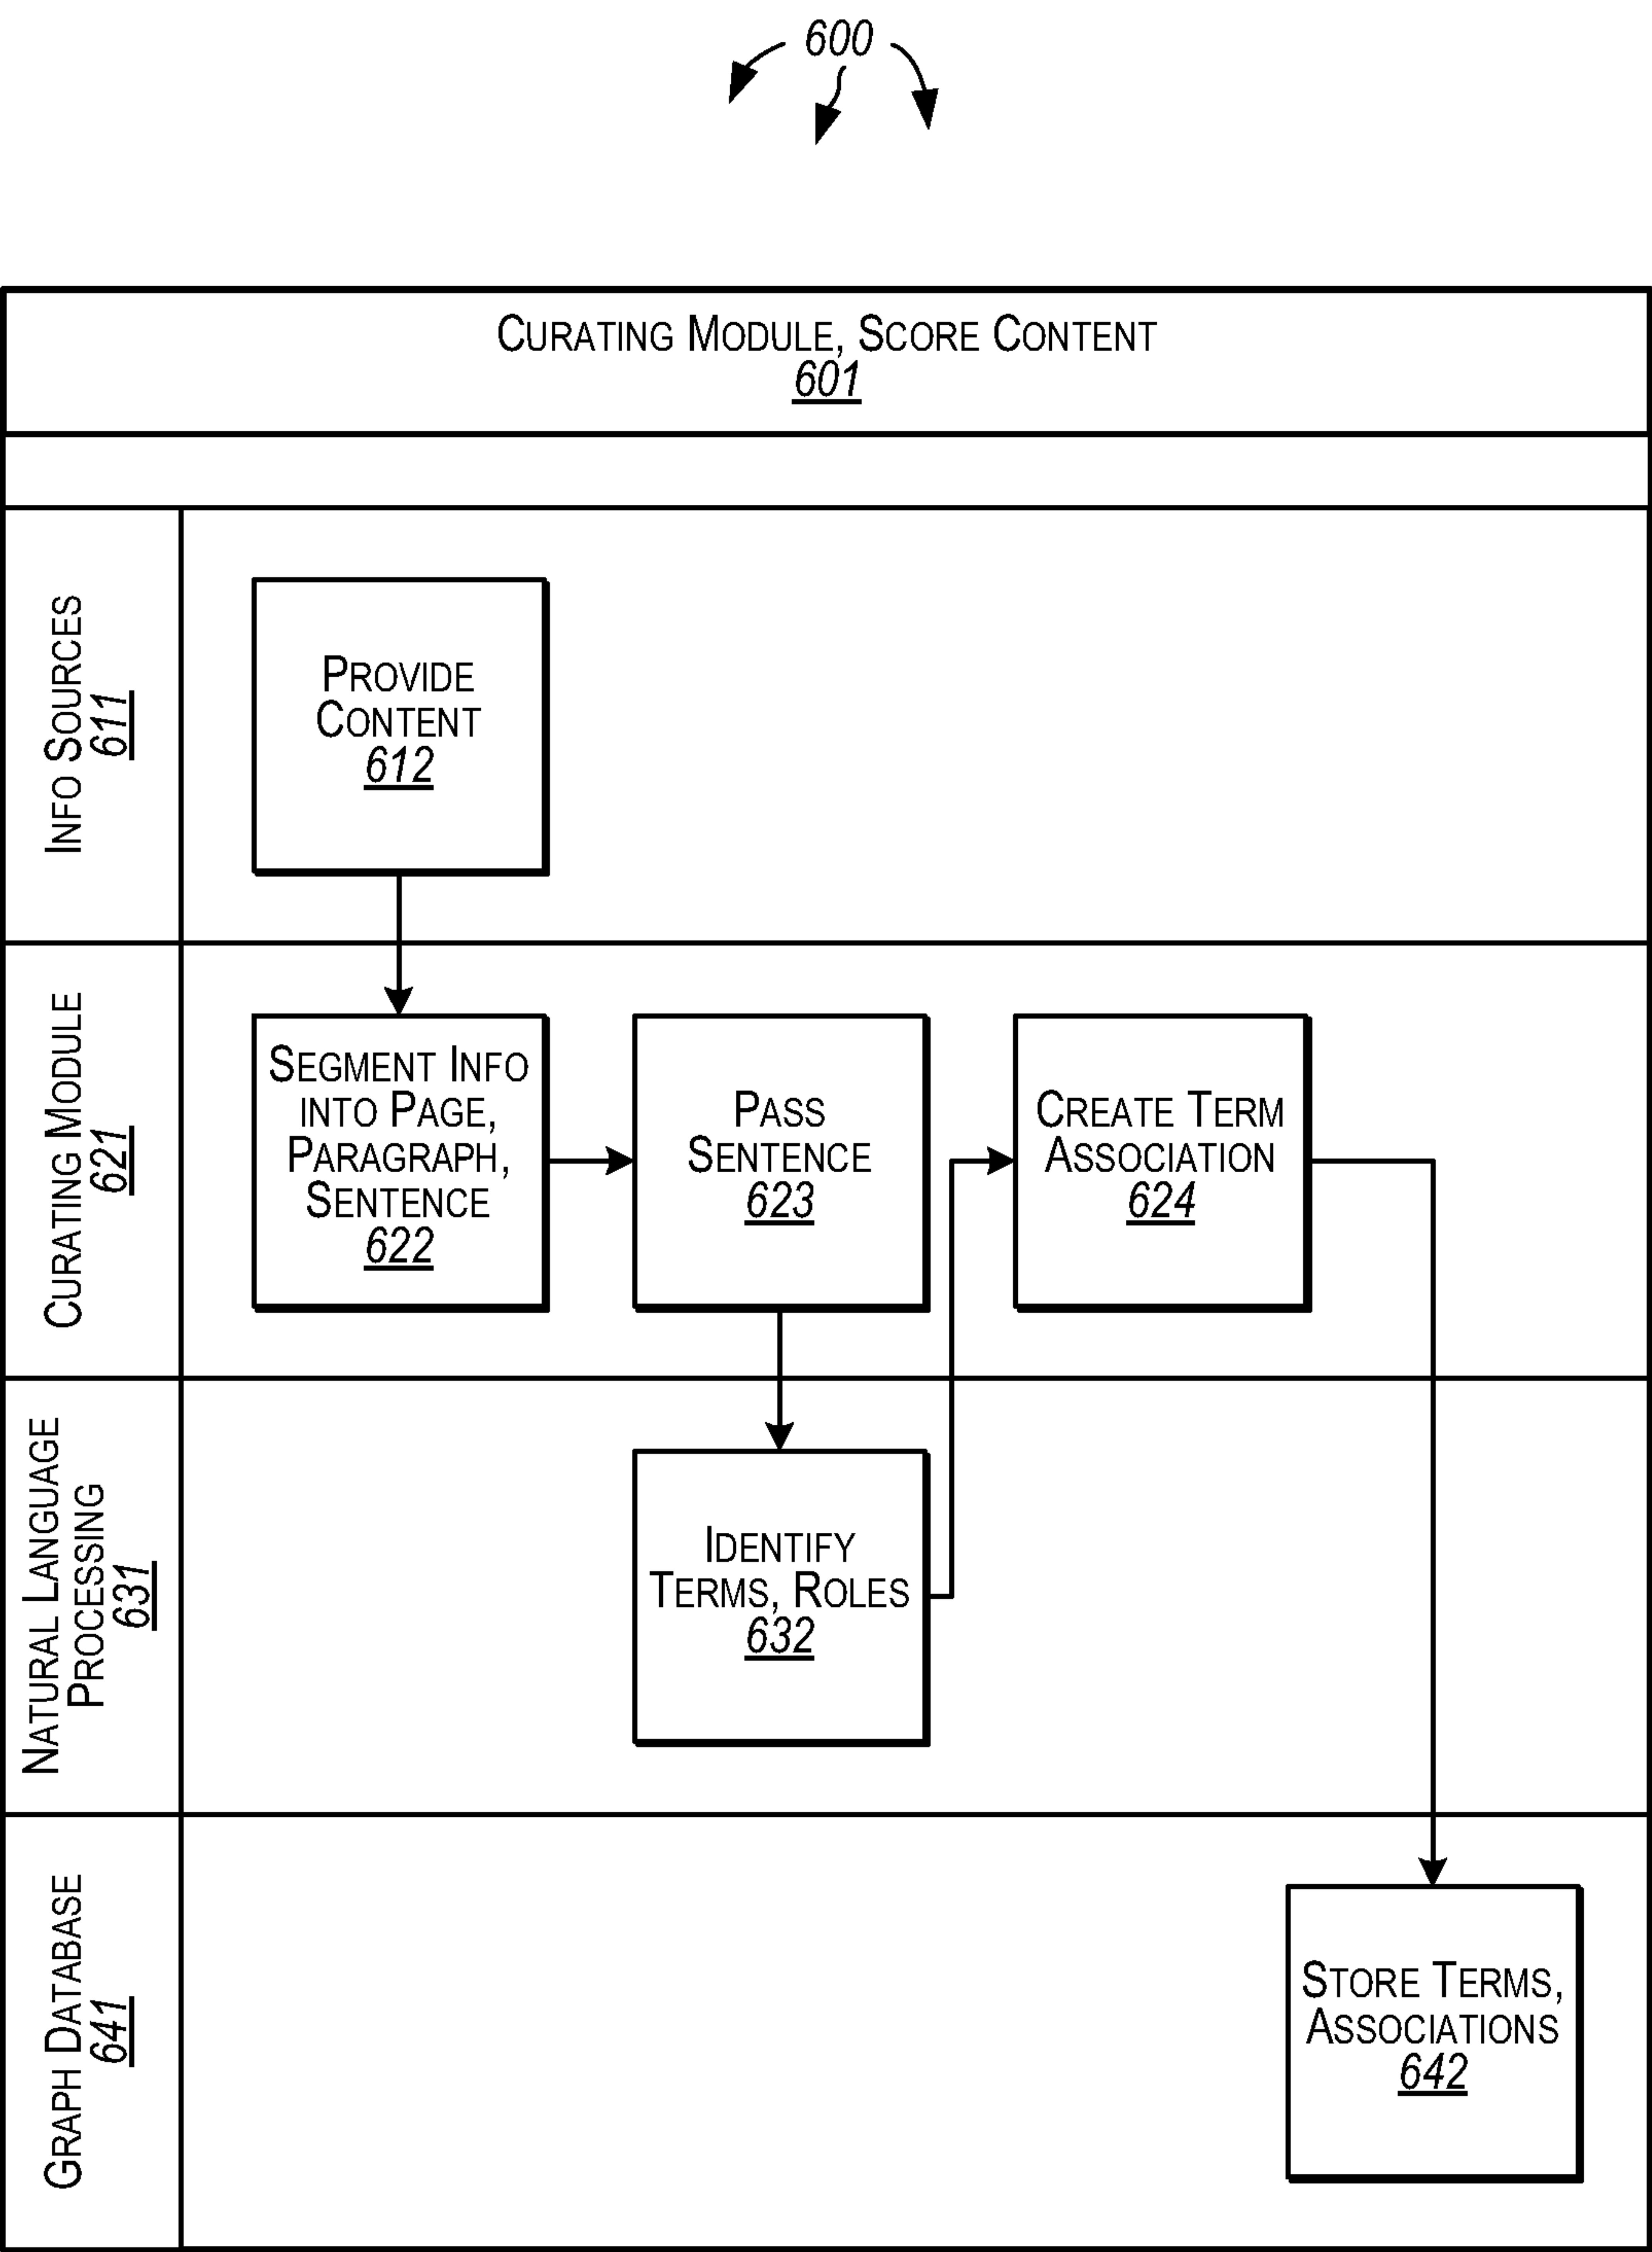 600
CURATING MODULE, SCORE CONTENT
601
INFO SOURCES
611
PROVIDE
CONTENT
612
CURATING MODULE
621
SEGMENT INFO
INTO PAGE,
PARAGRAPH,
SENTENCE
622
PASS
SENTENCE
623
CREATE TERM
ASSOCIATION
624
NATURAL LANGUAGE
PROCESSING
631
IDENTIFY
TERMS, ROLES
632
GRAPH DATABASE
641
STORE TERMS,
ASSOCIATIONS
642